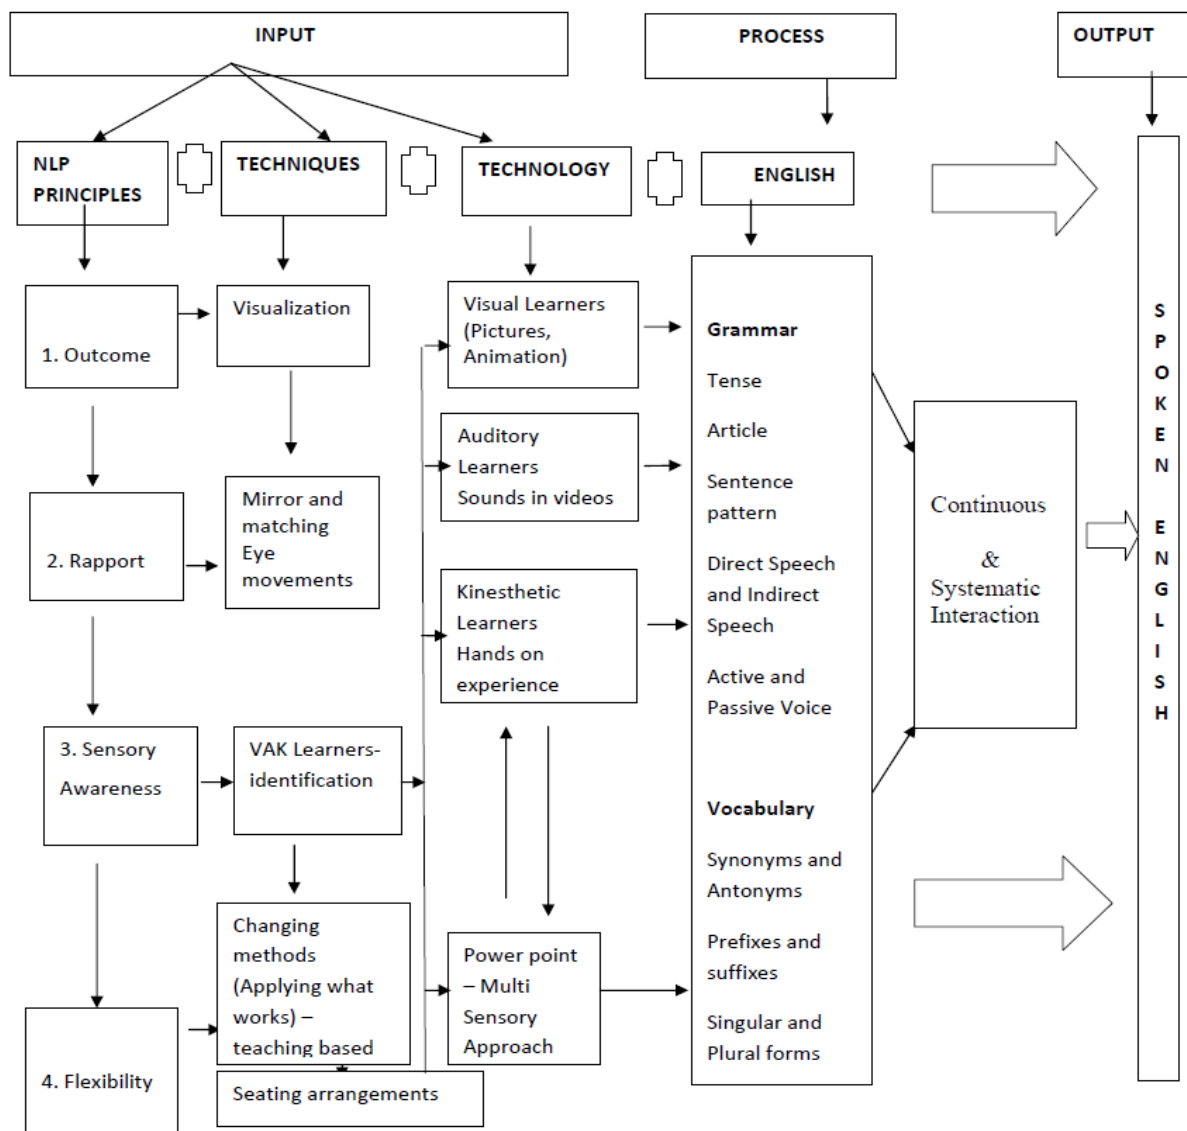 INPUT
PROCESS
OUTPUT
NLP
PRINCIPLES
TECHNIQUES
TECHNOLOGY
ENGLISH
1. Outcome
2. Rapport
3. Sensory
Awareness
4. Flexibility
Visualization
Mirror and
matching
Eye
movements
VAK Learners-
identification
Changing
methods
(Applying what
works) –
teaching based
Seating arrangements
Visual Learners
(Pictures,
Animation)
Auditory
Learners
Sounds in videos
Kinesthetic
Learners
Hands on
experience
Power point
– Multi
Sensory
Approach
Grammar
Tense
Article
Sentence
pattern
Direct Speech
and Indirect
Speech
Active and
Passive Voice
Vocabulary
Synonyms and
Antonyms
Prefixes and
suffixes
Singular and
Plural forms
Continuous
&
Systematic
Interaction
S
P
O
K
E
N
E
N
G
L
I
S
H